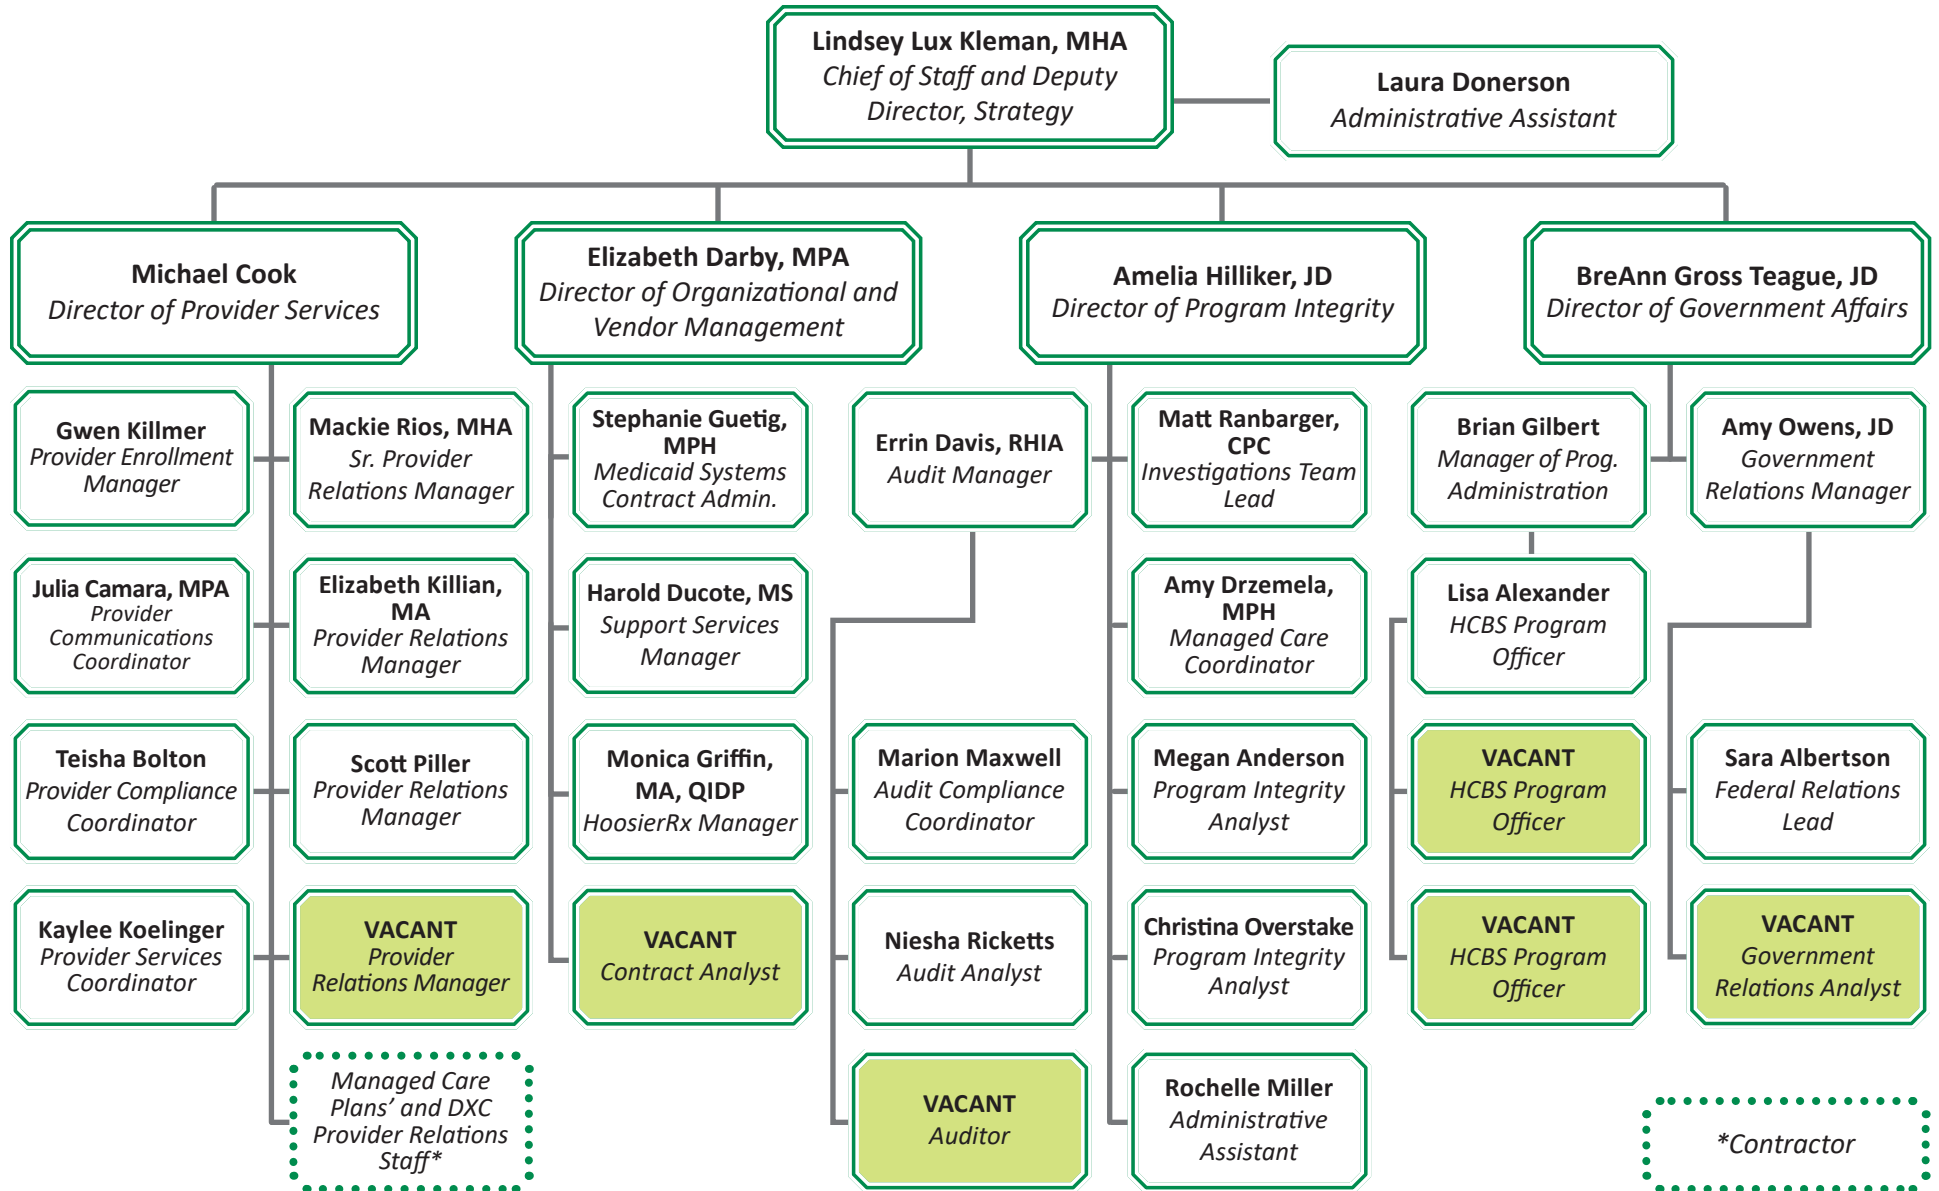 Lindsey Lux Kleman, MHA
Chief of Staff and Deputy
Director, Strategy
Laura Donerson
Administrative Assistant
Michael Cook
Director of Provider Services
Elizabeth Darby, MPA
Director of Organizational and
Vendor Management
Amelia Hilliker, JD
Director of Program Integrity
BreAnn Gross Teague, JD
Director of Government Affairs
Gwen Killmer
Provider Enrollment
Manager
Mackie Rios, MHA
Sr. Provider
Relations Manager
Stephanie Guetig,
MPH
Medicaid Systems
Contract Admin.
Errin Davis, RHIA
Audit Manager
Matt Ranbarger,
CPC
Investigations Team
Lead
Brian Gilbert
Manager of Prog.
Administration
Amy Owens, JD
Government
Relations Manager
Julia Camara, MPA
Provider
Communications
Coordinator
Elizabeth Killian,
MA
Provider Relations
Manager
Harold Ducote, MS
Support Services
Manager
Amy Drzemela,
MPH
Managed Care
Coordinator
Lisa Alexander
HCBS Program
Officer
Teisha Bolton
Provider Compliance
Coordinator
Scott Piller
Provider Relations
Manager
Monica Griffin,
MA, QIDP
HoosierRx Manager
Marion Maxwell
Audit Compliance
Coordinator
Megan Anderson
Program Integrity
Analyst
VACANT
HCBS Program
Officer
Sara Albertson
Federal Relations
Lead
Kaylee Koelinger
Provider Services
Coordinator
VACANT
Provider
Relations Manager
VACANT
Contract Analyst
Niesha Ricketts
Audit Analyst
Christina Overstake
Program Integrity
Analyst
VACANT
HCBS Program
Officer
VACANT
Government
Relations Analyst
Managed Care
Plans’ and DXC
Provider Relations
Staff*
VACANT
Auditor
Rochelle Miller
Administrative
Assistant
*Contractor